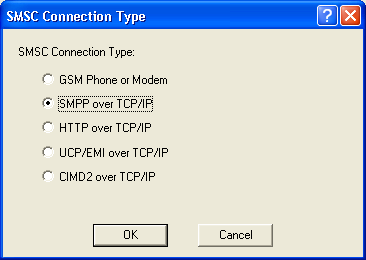 SMSC Connection Type
SMSC Connection Type:
GSM Phone or Modem
SMPP over TCP/IP
HTTP over TCP/IP
UCP/EMI over TCP/IP
CIMD2 over TCP/IP
OK Cancel